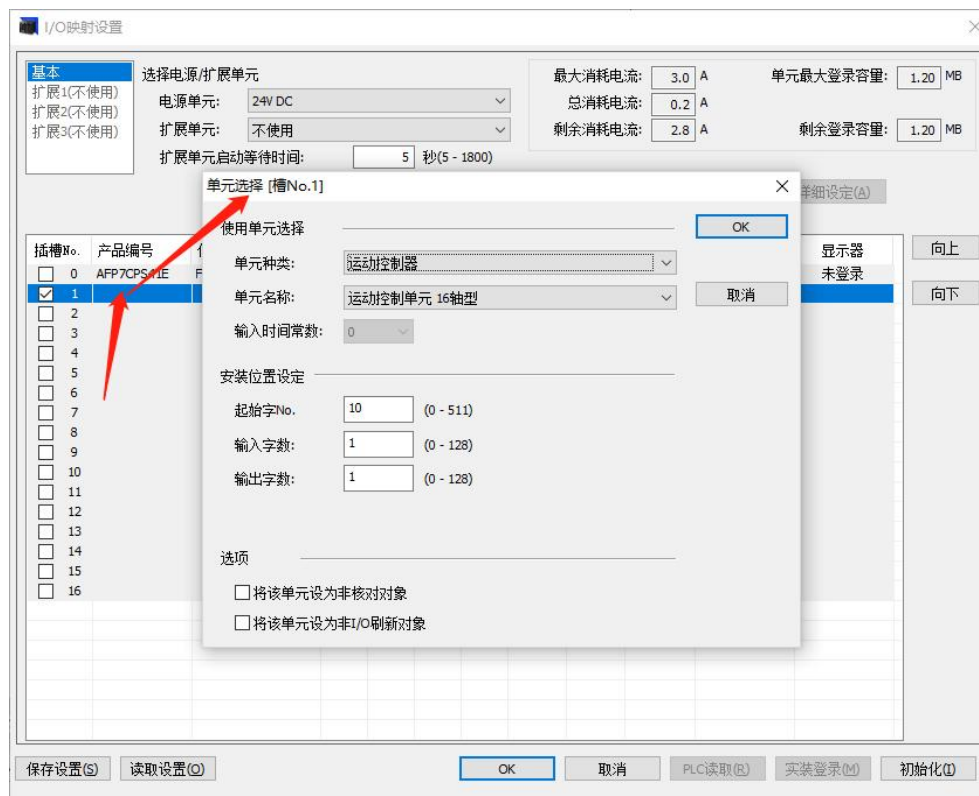 I/O映射设置
基本
扩展1(不使用)
扩展2(不使用)
扩展3(不使用)
选择电源/扩展单元
电源单元: 24V DC
扩展单元: 不使用
扩展单元启动等待时间: 5 秒(5 - 1800)
最大消耗电流: 3.0 A
总消耗电流: 0.2 A
剩余消耗电流: 2.8 A
单元最大登录容量: 1.20 MB
剩余登录容量: 1.20 MB
详细设定(A)
单元选择 [槽No.1]
使用单元选择
单元种类: 运动控制器
单元名称: 运动控制单元 16轴型
输入时间常数: 0
安装位置设定
起始字No. 10 (0 - 511)
输入字数: 1 (0 - 128)
输出字数: 1 (0 - 128)
选项
将该单元设为非核对对象
将该单元设为非I/O刷新对象
OK
取消
插槽No. 产品编号 显示器
0 AFP7CPS41E F 未登录
1
2
3
4
5
6
7
8
9
10
11
12
13
14
15
16
向上
向下
保存设置(S) 读取设置(O) OK 取消 PLC读取(R) 实装登录(M) 初始化(I)